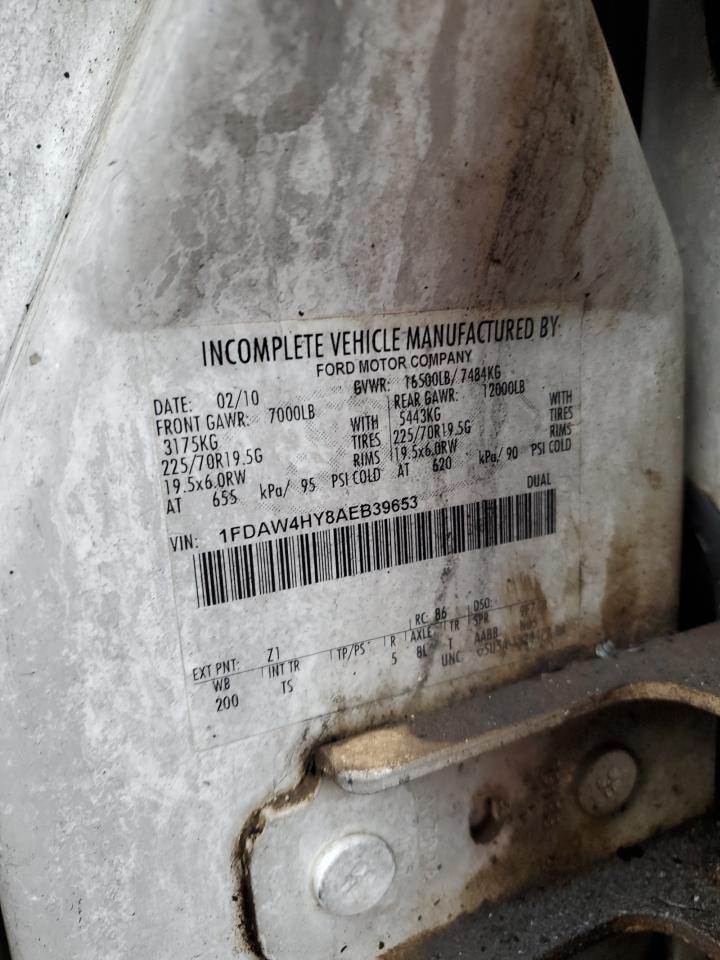 INCOMPLETE VEHICLE MANUFACTURED BY
FORD MOTOR COMPANY
DATE: 02/10 GVWR: 16500LB/ 7484KG
FRONT GAWR: 7000LB REAR GAWR: 12000LB
3175KG WITH 5443KG WITH
225/70R19.5G TIRES 225/70R19.5G TIRES
19.5x6.0RW RIMS 19.5x6.0RW RIMS
AT 655 kPa/ 95 PSI COLD AT 620 kPa/ 90 PSI COLD
VIN: 1FDAW4HY8AEB39653 DUAL
EXT PNT: Z1 RC: 86 DSO:
WB INT TR TP/PS R AXLE TR SPR
200 TS 5 8L T AABB
UNC